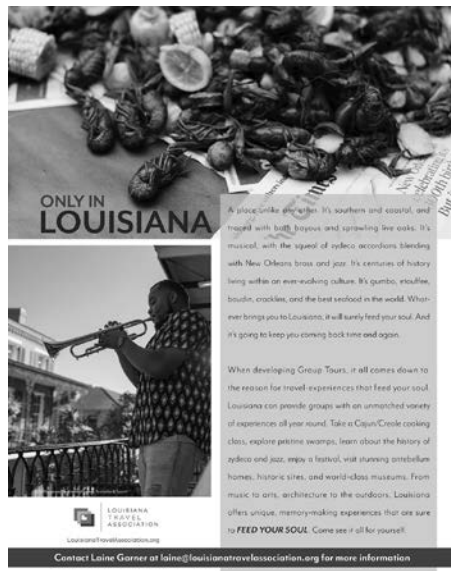 ONLY IN
LOUISIANA
A place unlike any other. It's southern and coastal, and
traced with both bayous and sprawling live oaks. It's
musical, with the squeal of zydeco accordions blending
with New Orleans brass and jazz. It's centuries of history
living within an ever-evolving culture. It's gumbo, etouffee,
boudin, cracklins, and the best seafood in the world. What-
ever brings you to Louisiana, it will surely feed your soul. And
it's going to keep you coming back time and again.
When developing Group Tours, it all comes down to
the reason for travel-experiences that feed your soul.
Louisiana can provide groups with an unmatched variety
of experiences all year round. Take a Cajun/Creole cooking
class, explore pristine swamps, learn about the history of
zydeco and jazz, enjoy a festival, visit stunning antebellum
homes, historic sites, and world-class museums. From
music to arts, architecture to the outdoors, Louisiana
offers unique, memory-making experiences that are sure
to FEED YOUR SOUL. Come see it all for yourself.
LOUISIANA
TRAVEL
ASSOCIATION
LouisianaTravelAssociation.org
Contact Laine Garner at laine@louisianatravelassociation.org for more information